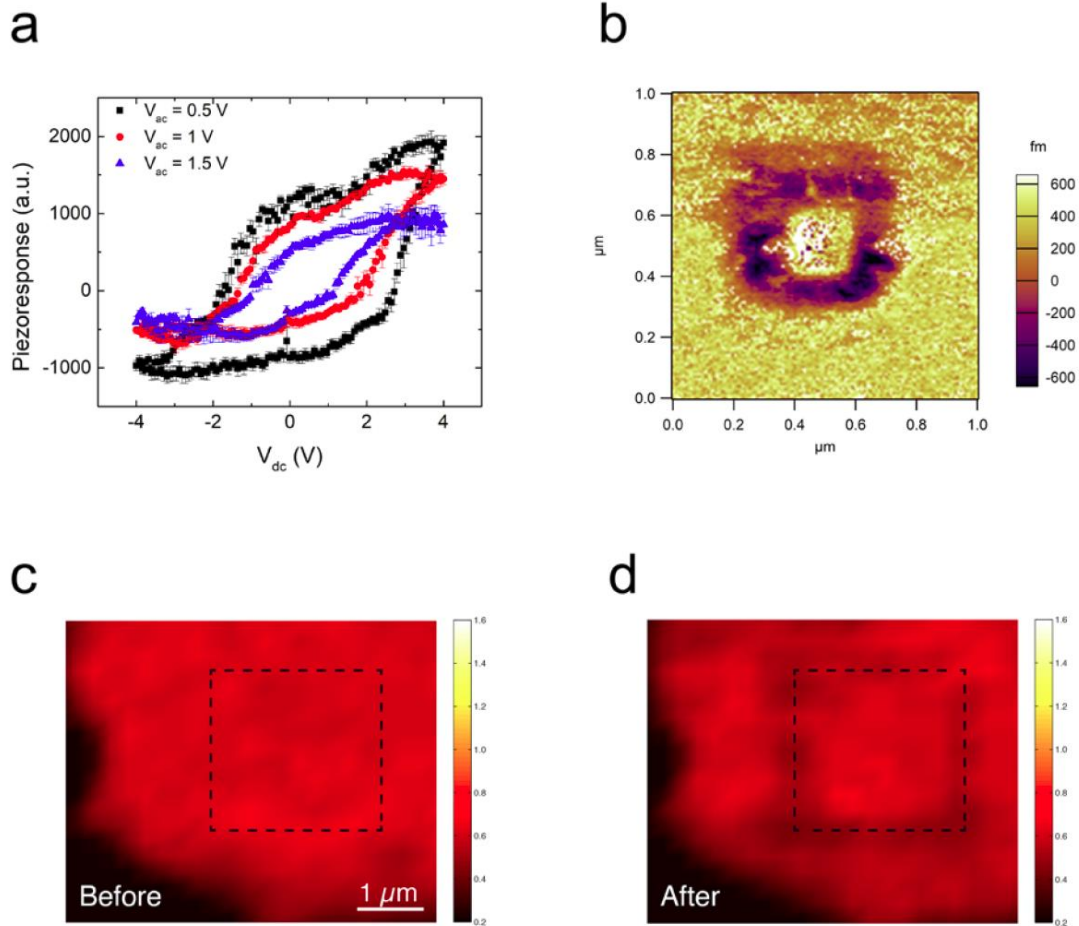 a
V_ac = 0.5 V
V_ac = 1 V
V_ac = 1.5 V
2000
1000
0
-1000
Piezoresponse (a.u.)
-4
-2
0
2
4
V_dc (V)
b
1.0
0.8
0.6
0.4
0.2
0.0
μm
0.0
0.2
0.4
0.6
0.8
1.0
μm
fm
600
400
200
0
-200
-400
-600
c
Before
1 μm
1.6
1.4
1.2
1.0
0.8
0.6
0.4
0.2
d
After
1.6
1.4
1.2
1.0
0.8
0.6
0.4
0.2